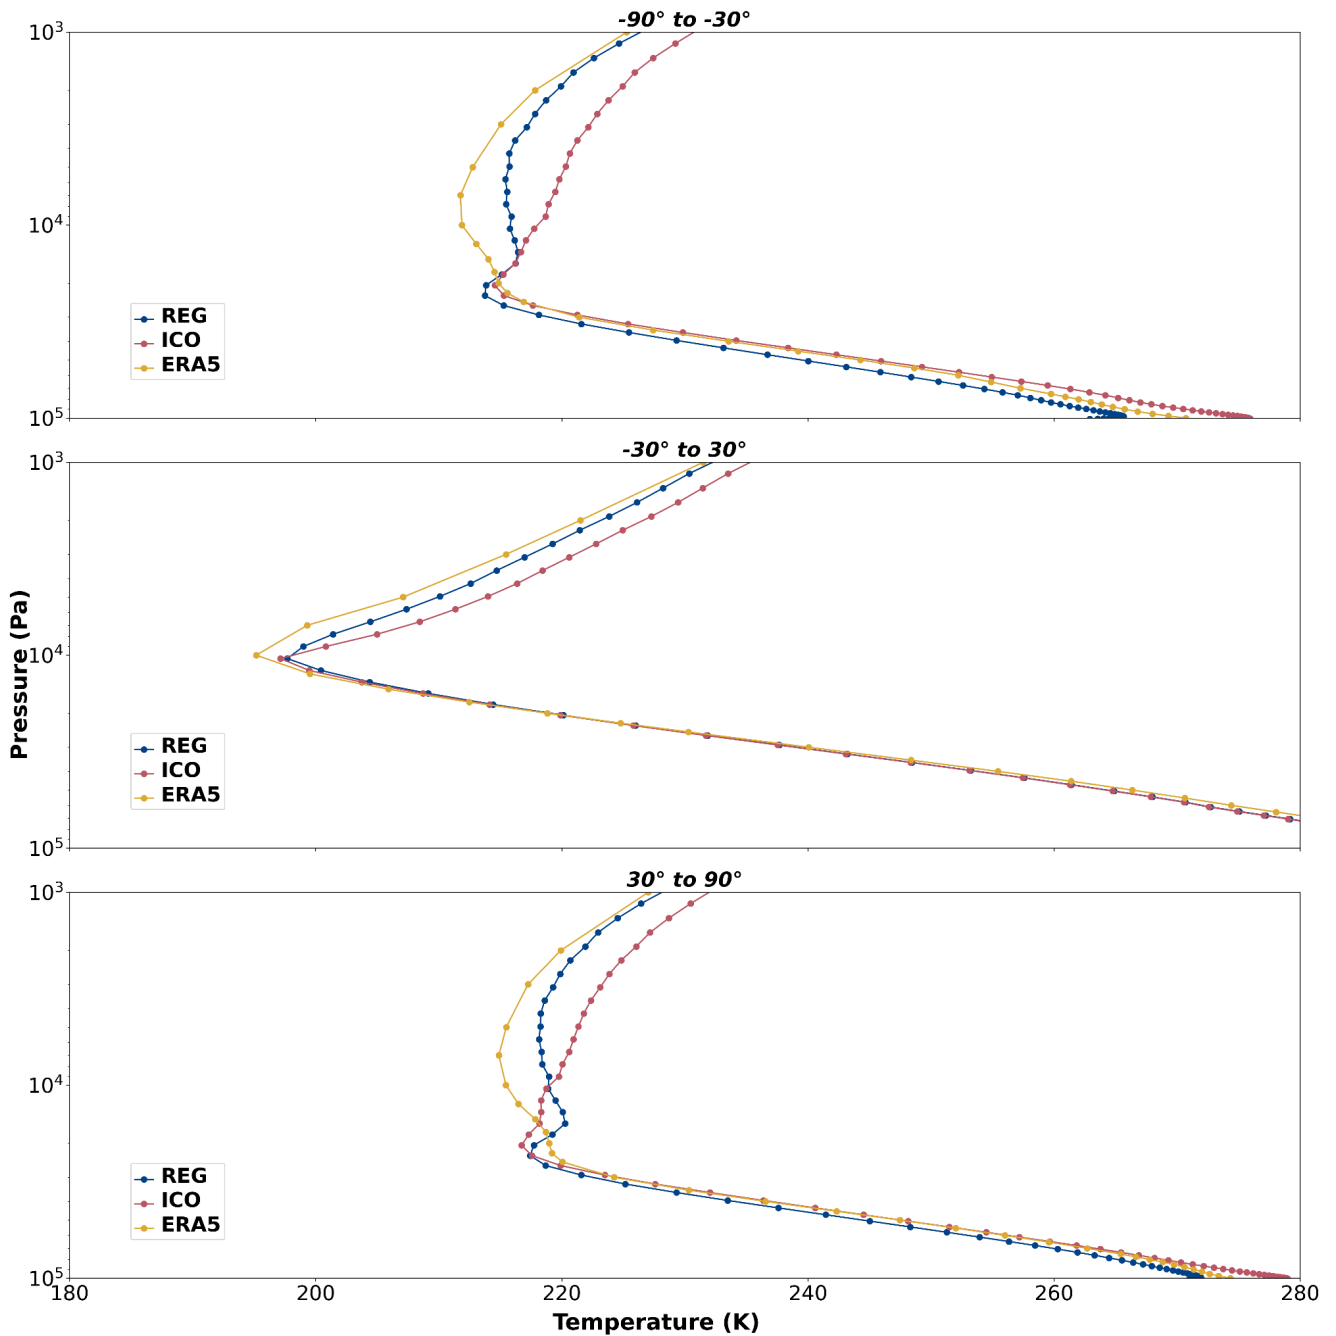 -90° to -30°
10³
10⁴
10⁵
REG
ICO
ERA5
-30° to 30°
10³
10⁴
10⁵
REG
ICO
ERA5
Pressure (Pa)
30° to 90°
10³
10⁴
10⁵
REG
ICO
ERA5
180 200 220 240 260 280
Temperature (K)